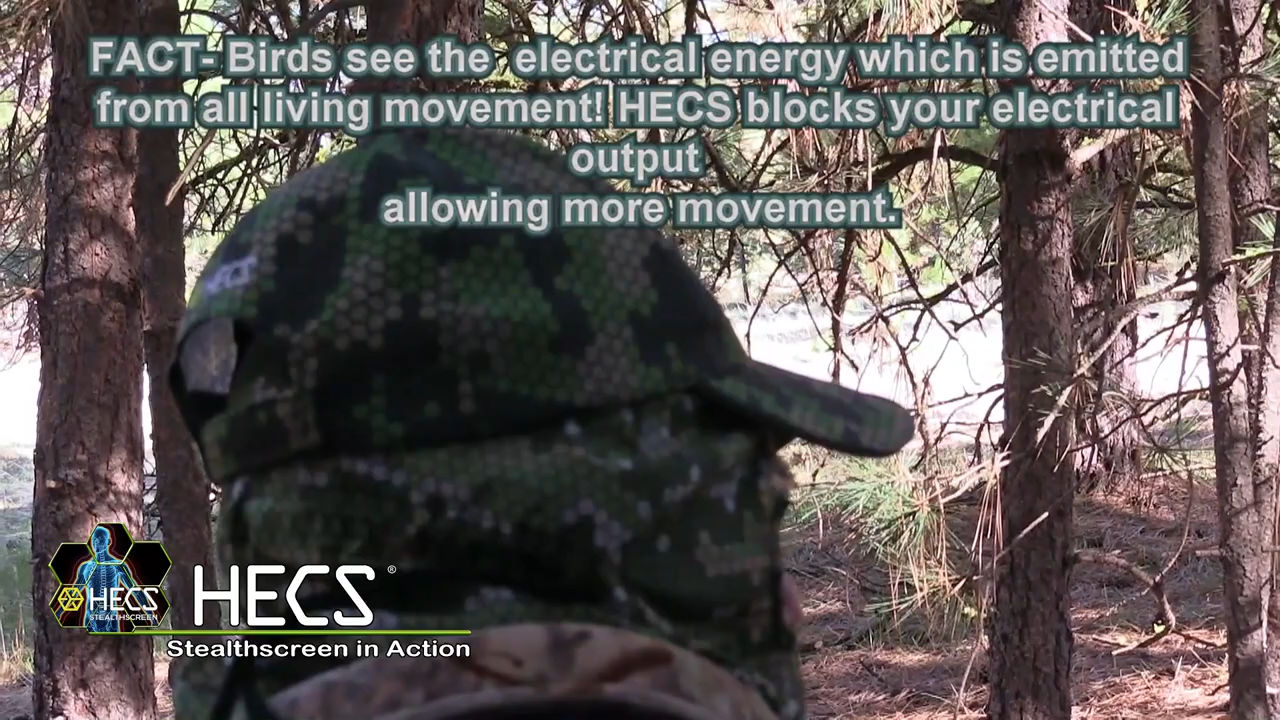 FACT- Birds see the electrical energy which is emitted
from all living movement! HECS blocks your electrical
output
allowing more movement.
HECS
STEALTHSCREEN
HECS®
Stealthscreen in Action